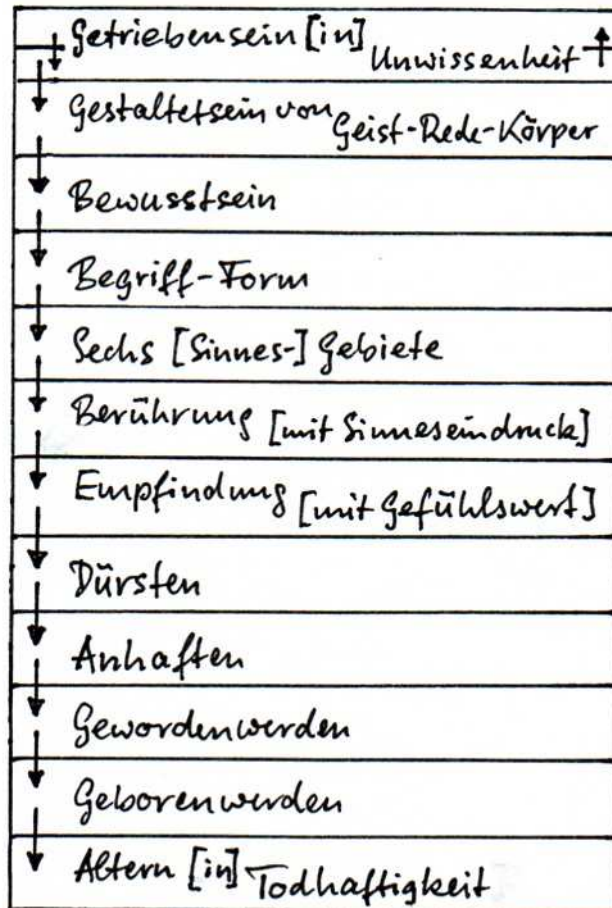 Getriebensein [in] Unwissenheit
Gestaltetsein von Geist-Rede-Körper
Bewusstsein
Begriff-Form
Sechs [Sinnes-] Gebiete
Berührung [mit Sinneseindruck]
Empfindung [mit Gefühlswert]
Dürsten
Anhaften
Gewordenwerden
Geborenwerden
Altern [in] Todhaftigkeit